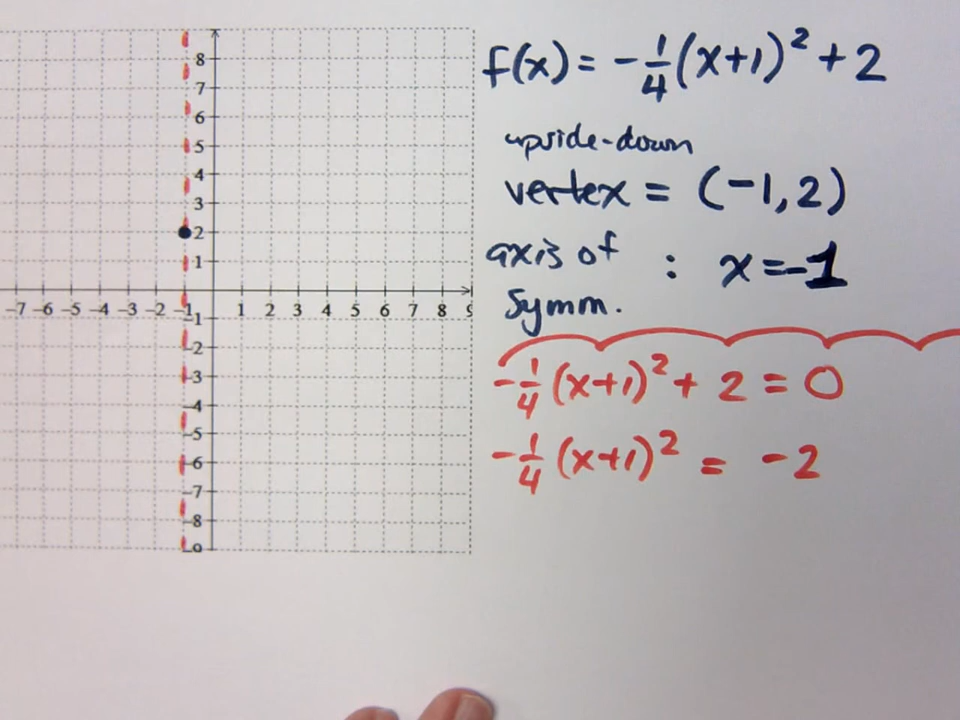 f(x) = -1/4(x+1)² + 2
upside-down
vertex = (-1, 2)
axis of symm. : x = -1
-1/4(x+1)² + 2 = 0
-1/4(x+1)² = -2
8
7
6
5
4
3
2
1
-7 -6 -5 -4 -3 -2 -1 1 2 3 4 5 6 7 8 9
-1
-2
-3
-4
-5
-6
-7
-8
-9